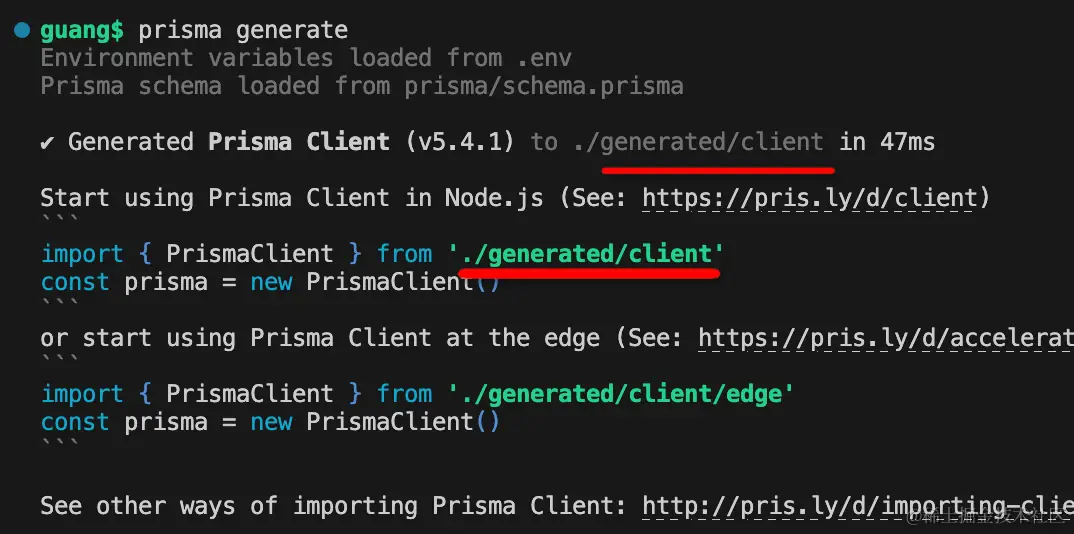 guang$ prisma generate
Environment variables loaded from .env
Prisma schema loaded from prisma/schema.prisma
✔ Generated Prisma Client (v5.4.1) to ./generated/client in 47ms
Start using Prisma Client in Node.js (See: https://pris.ly/d/client)
```
import { PrismaClient } from './generated/client'
const prisma = new PrismaClient()
```
or start using Prisma Client at the edge (See: https://pris.ly/d/accelerat
```
import { PrismaClient } from './generated/client/edge'
const prisma = new PrismaClient()
```
See other ways of importing Prisma Client: http://pris.ly/d/importing-clie
@稀土掘金技术社区